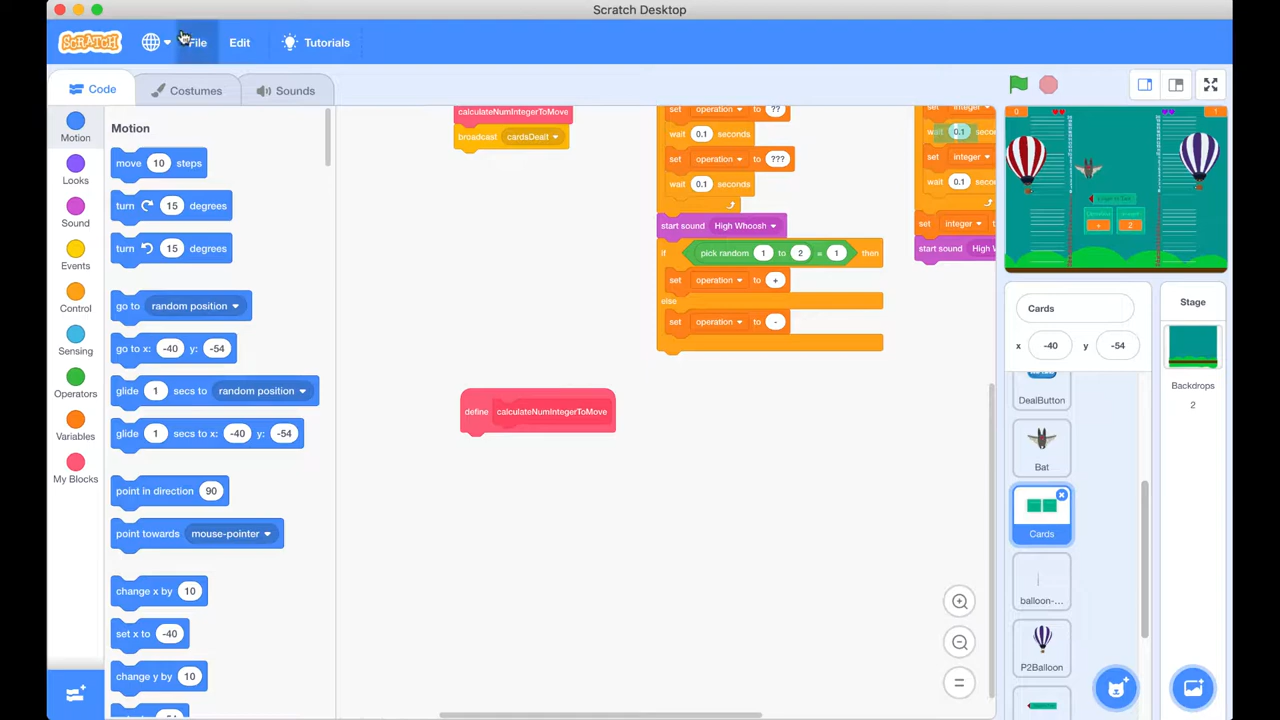 Scratch Desktop
SCRATCH
File
Edit
Tutorials
Code
Costumes
Sounds
Motion
Looks
Sound
Events
Control
Sensing
Operators
Variables
My Blocks
Motion
move 10 steps
turn 15 degrees
turn 15 degrees
go to random position
go to x: -40 y: -54
glide 1 secs to random position
glide 1 secs to x: -40 y: -54
point in direction 90
point towards mouse-pointer
change x by 10
set x to -40
change y by 10
calculateNumIntegerToMove
broadcast cardsDealt
set operation to ??
wait 0.1 seconds
set operation to ???
wait 0.1 seconds
start sound High Whoosh
if pick random 1 to 2 = 1 then
set operation to +
else
set operation to -
define calculateNumIntegerToMove
set integer
wait 0.1 secon
set integer
wait 0.1 secon
set integer t
start sound High W
0
1
+
2
Cards
x -40 y -54
DealButton
Bat
Cards
balloon-...
P2Balloon
Stage
Backdrops
2